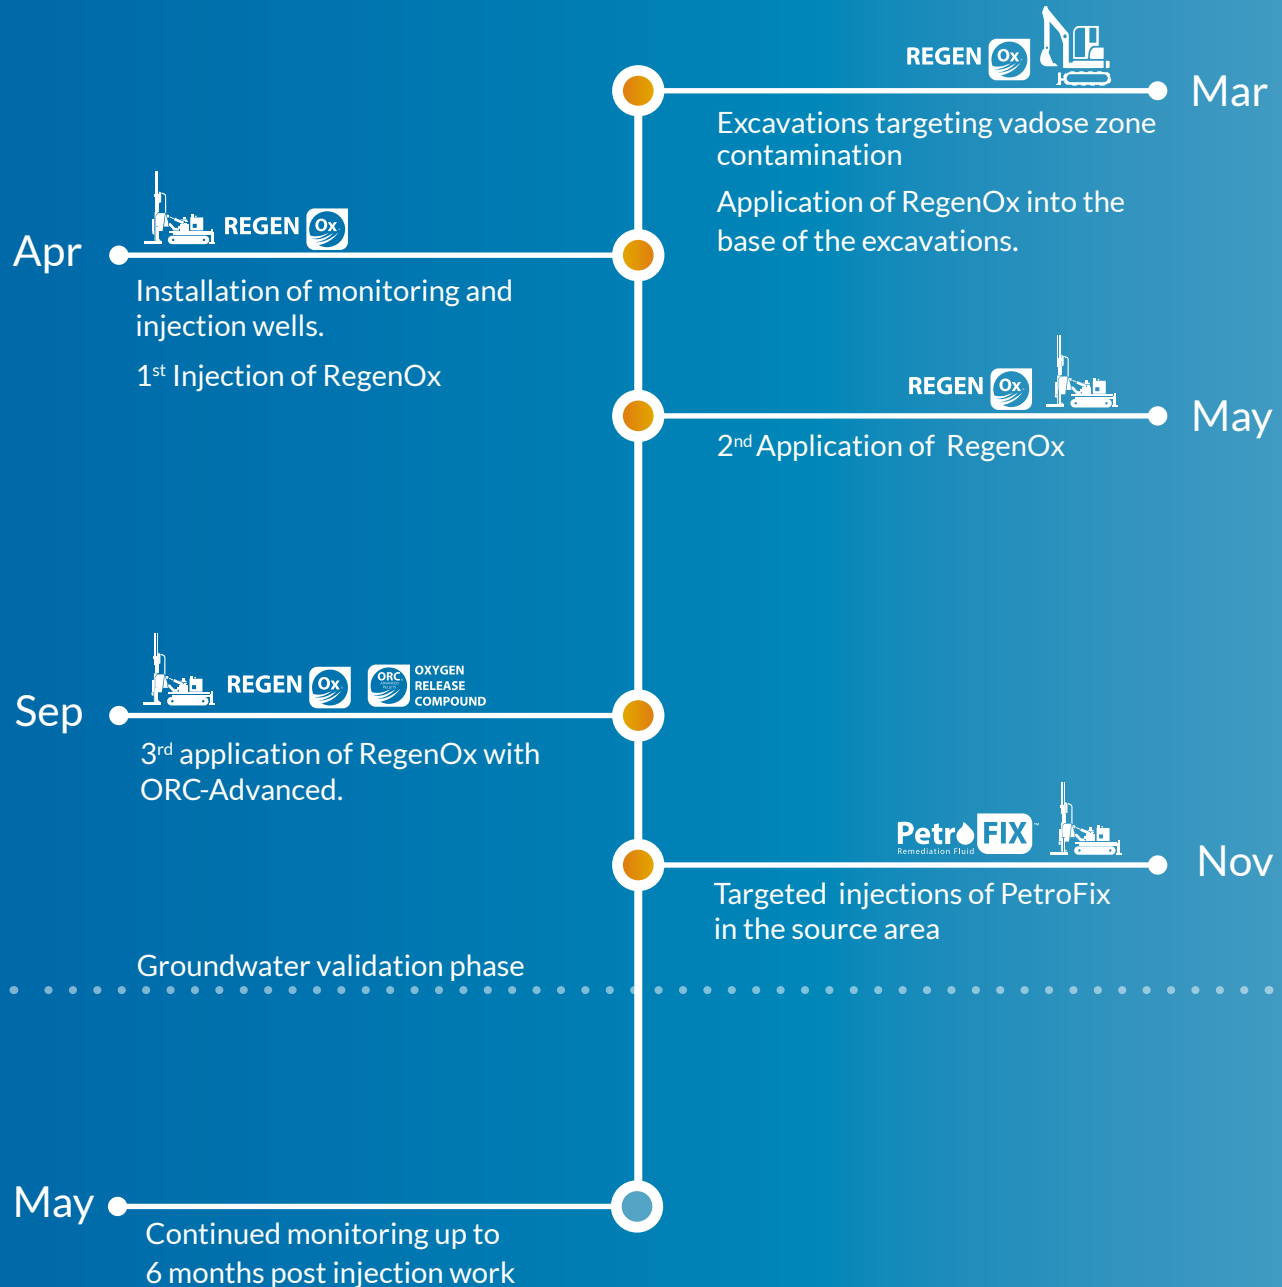 REGEN Ox
Mar
Excavations targeting vadose zone
contamination
Application of RegenOx into the
base of the excavations.
REGEN Ox
Apr
Installation of monitoring and
injection wells.
1st Injection of RegenOx
REGEN Ox
May
2nd Application of RegenOx
REGEN Ox
ORC
OXYGEN
RELEASE
COMPOUND
Sep
3rd application of RegenOx with
ORC-Advanced.
Petro FIX™
Remediation Fluid
Nov
Targeted injections of PetroFix
in the source area
Groundwater validation phase
May
Continued monitoring up to
6 months post injection work